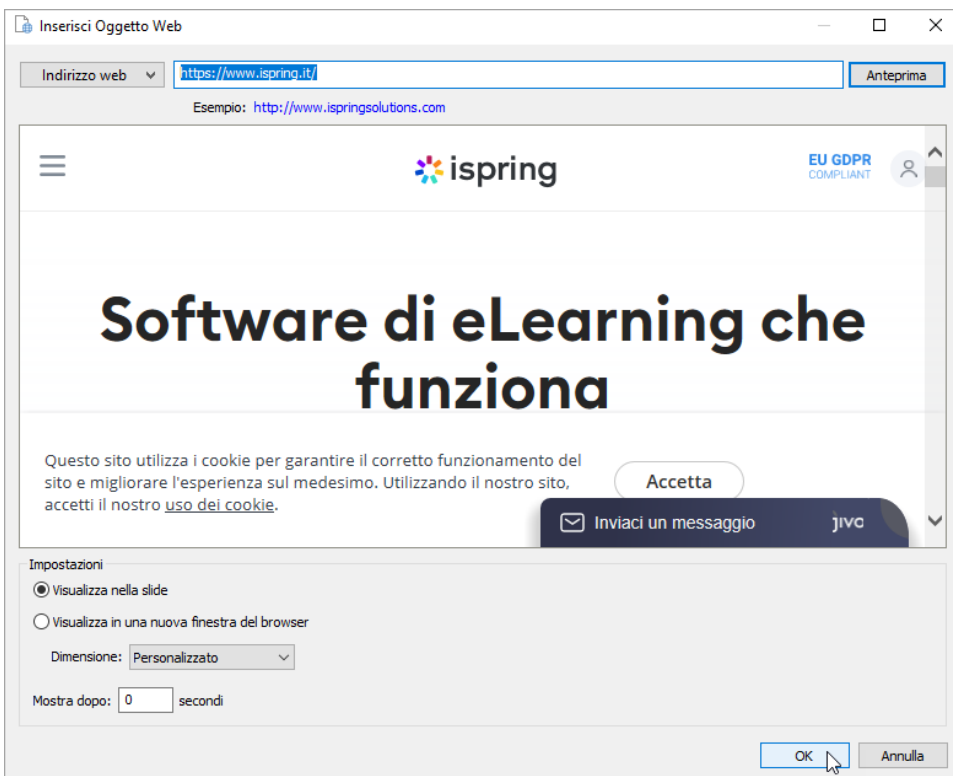 Inserisci Oggetto Web
Indirizzo web https://www.ispring.it/ Anteprima
Esempio: http://www.ispringsolutions.com
ispring EU GDPR
COMPLIANT
Software di eLearning che
funziona
Questo sito utilizza i cookie per garantire il corretto funzionamento del
sito e migliorare l'esperienza sul medesimo. Utilizzando il nostro sito,
accetti il nostro uso dei cookie.
Accetta
Inviaci un messaggio jivo
Impostazioni
Visualizza nella slide
Visualizza in una nuova finestra del browser
Dimensione: Personalizzato
Mostra dopo: 0 secondi
OK Annulla